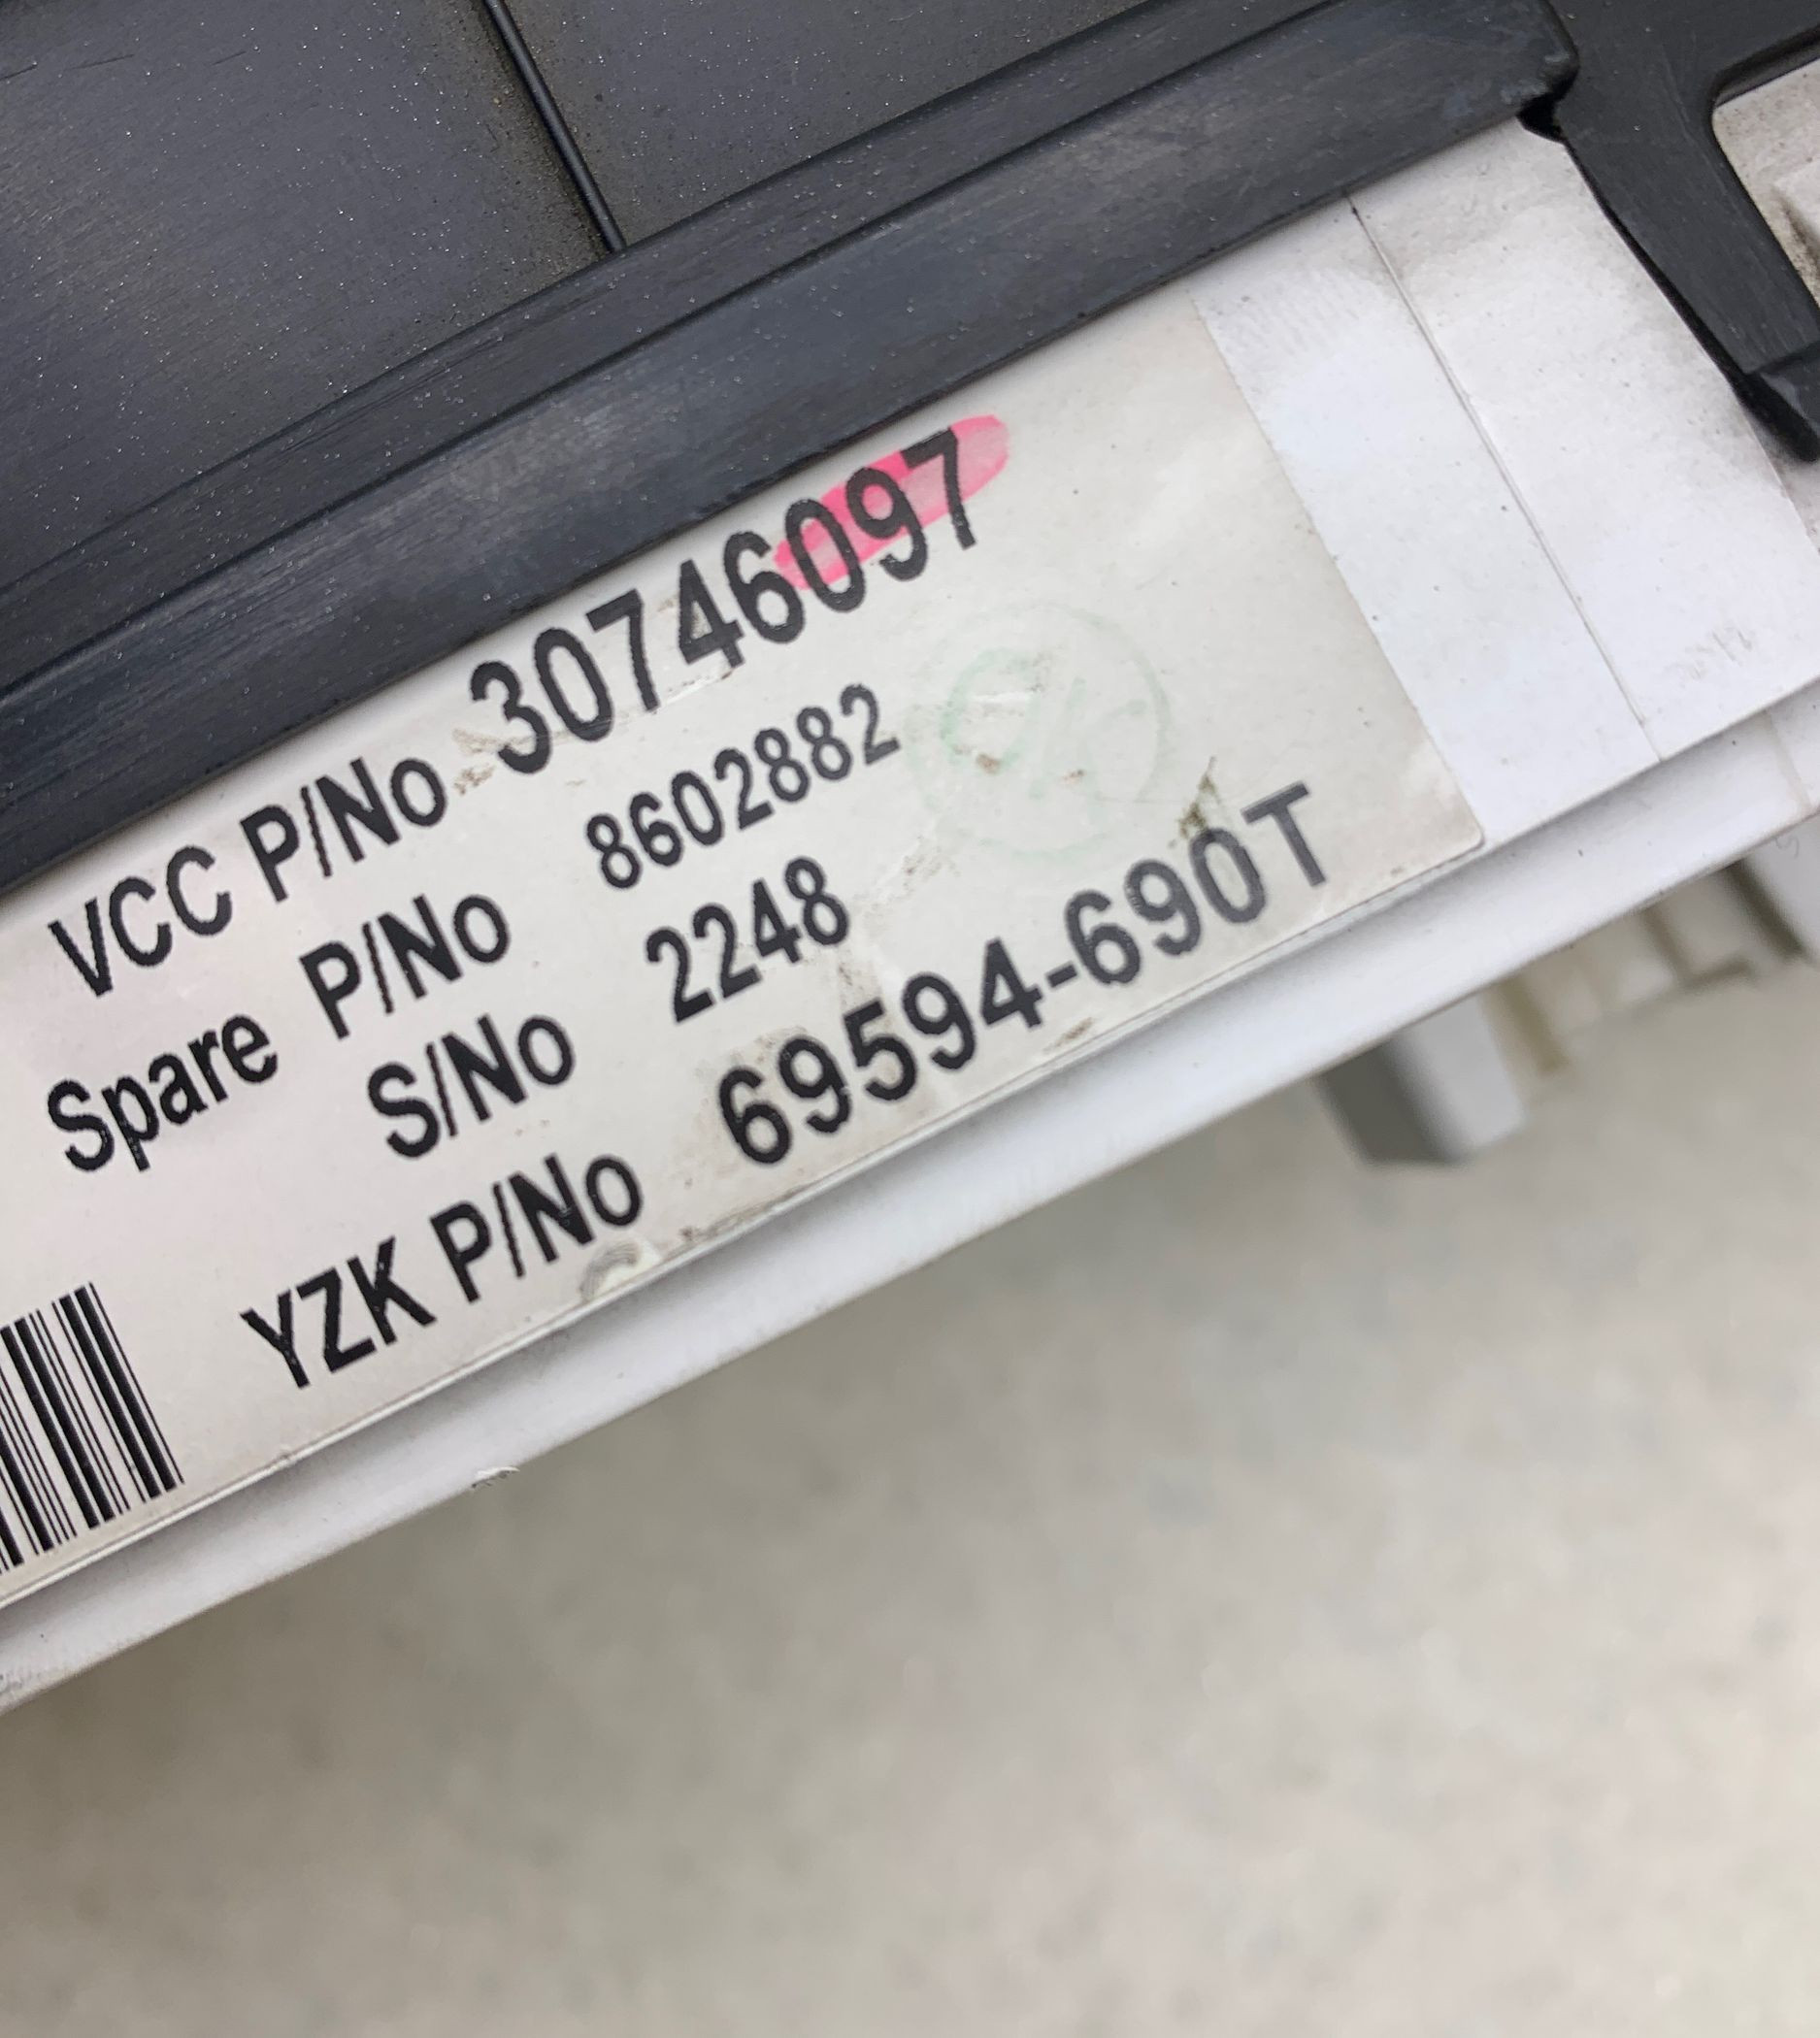 VCC P/No 30746097
Spare P/No 8602882
S/No 2248
YZK P/No 69594-690T